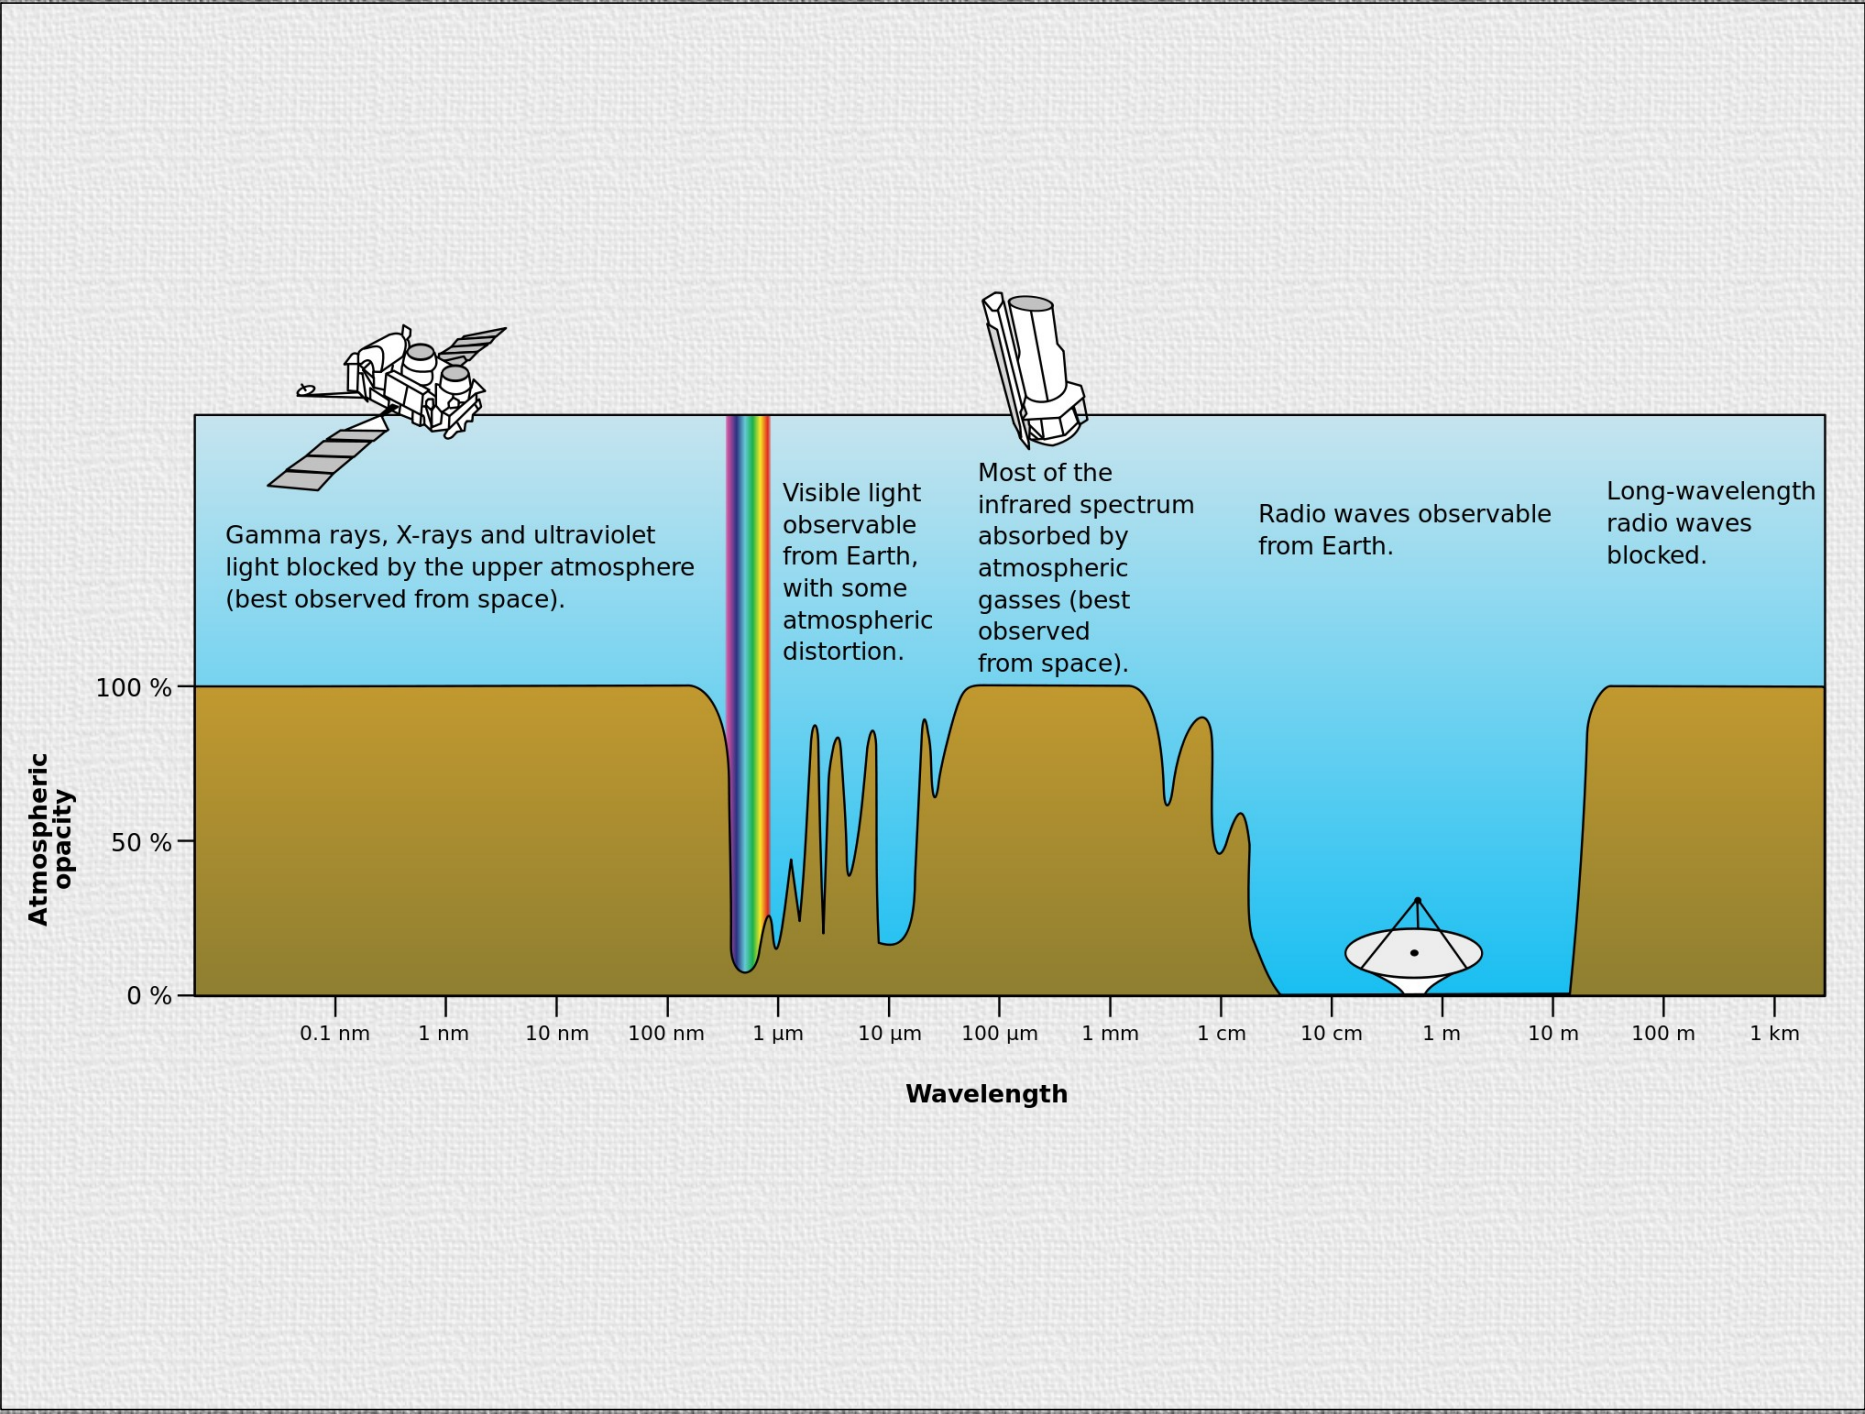 Gamma rays, X-rays and ultraviolet
light blocked by the upper atmosphere
(best observed from space).
Visible light
observable
from Earth,
with some
atmospheric
distortion.
Most of the
infrared spectrum
absorbed by
atmospheric
gasses (best
observed
from space).
Radio waves observable
from Earth.
Long-wavelength
radio waves
blocked.
Atmospheric
opacity
100 %
50 %
0 %
0.1 nm 1 nm 10 nm 100 nm 1 μm 10 μm 100 μm 1 mm 1 cm 10 cm 1 m 10 m 100 m 1 km
Wavelength